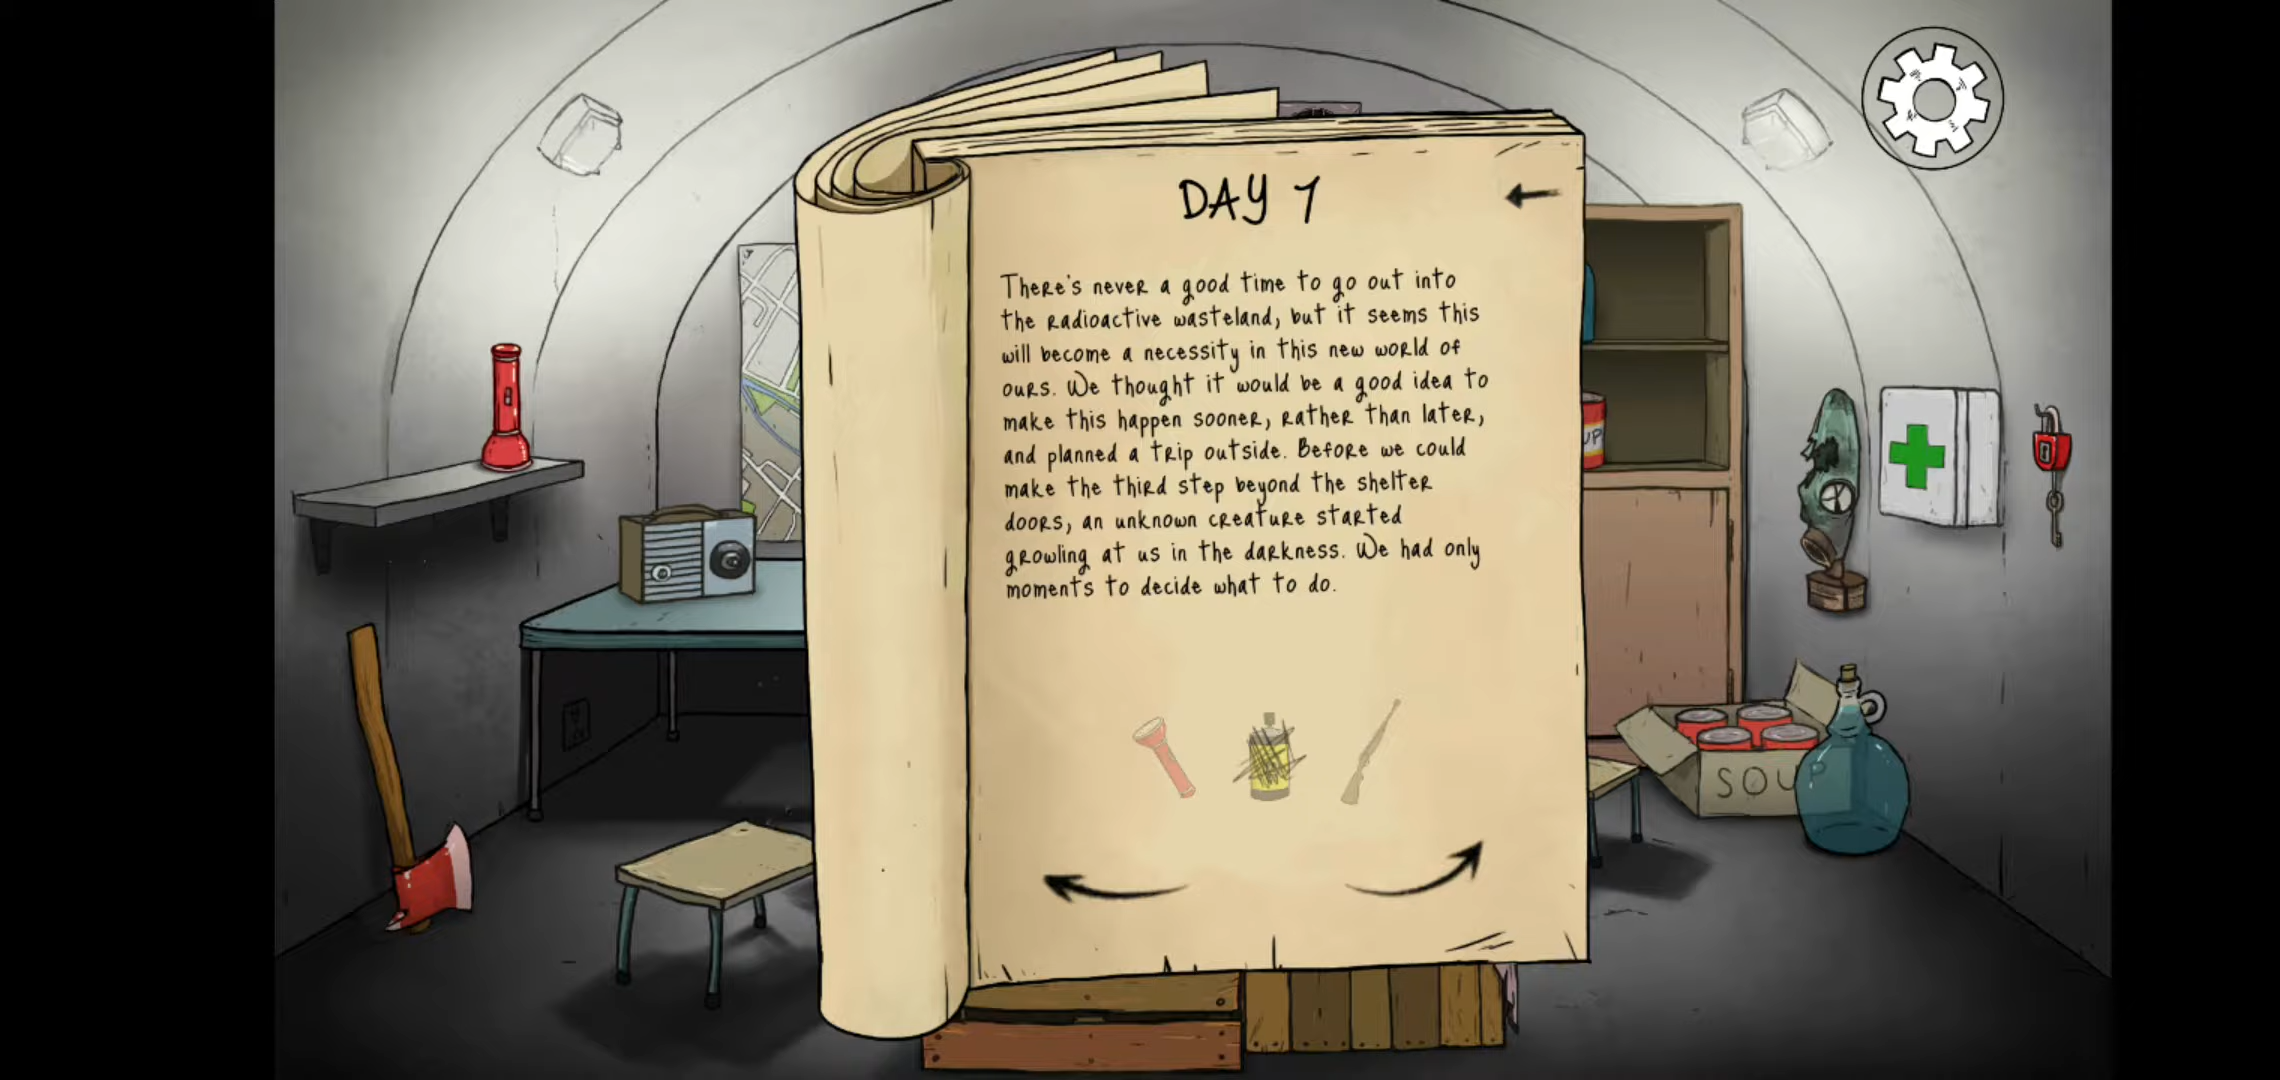 DAY 7
There's never a good time to go out into
the radioactive wasteland, but it seems this
will become a necessity in this new world of
ours. We thought it would be a good idea to
make this happen sooner, rather than later,
and planned a trip outside. Before we could
make the third step beyond the shelter
doors, an unknown creature started
growling at us in the darkness. We had only
moments to decide what to do.
UP
SOUP